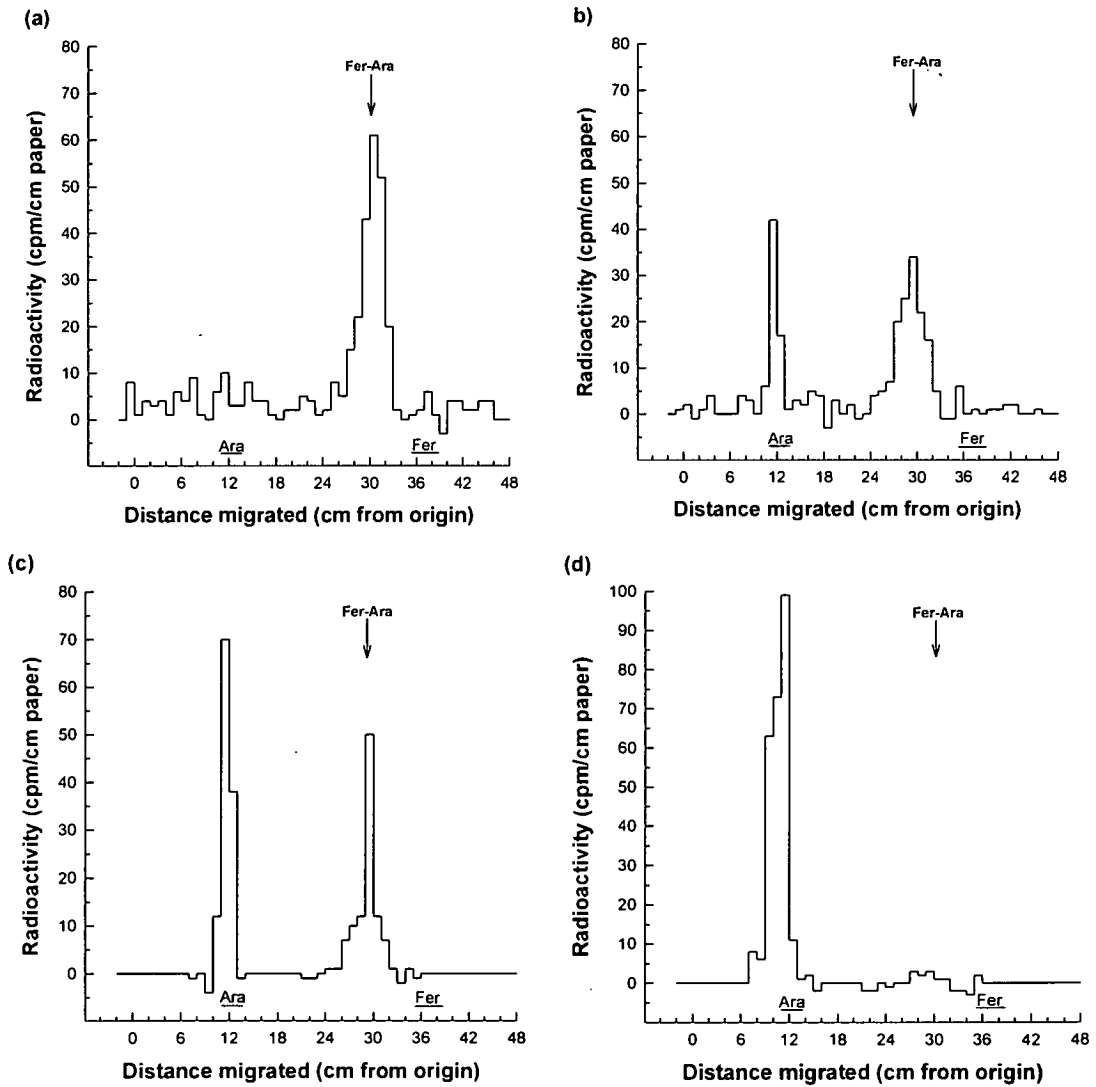 (a)
80
70
60
50
40
30
20
10
0
Radioactivity (cpm/cm paper)
Fer-Ara
Ara
Fer
0 6 12 18 24 30 36 42 48
Distance migrated (cm from origin)
b)
80
70
60
50
40
30
20
10
0
Radioactivity (cpm/cm paper)
Fer-Ara
Ara
Fer
0 6 12 18 24 30 36 42 48
Distance migrated (cm from origin)
(c)
80
70
60
50
40
30
20
10
0
Radioactivity (cpm/cm paper)
Fer-Ara
Ara
Fer
0 6 12 18 24 30 36 42 48
Distance migrated (cm from origin)
(d)
100
90
80
70
60
50
40
30
20
10
0
Radioactivity (cpm/cm paper)
Fer-Ara
Ara
Fer
0 6 12 18 24 30 36 42 48
Distance migrated (cm from origin)